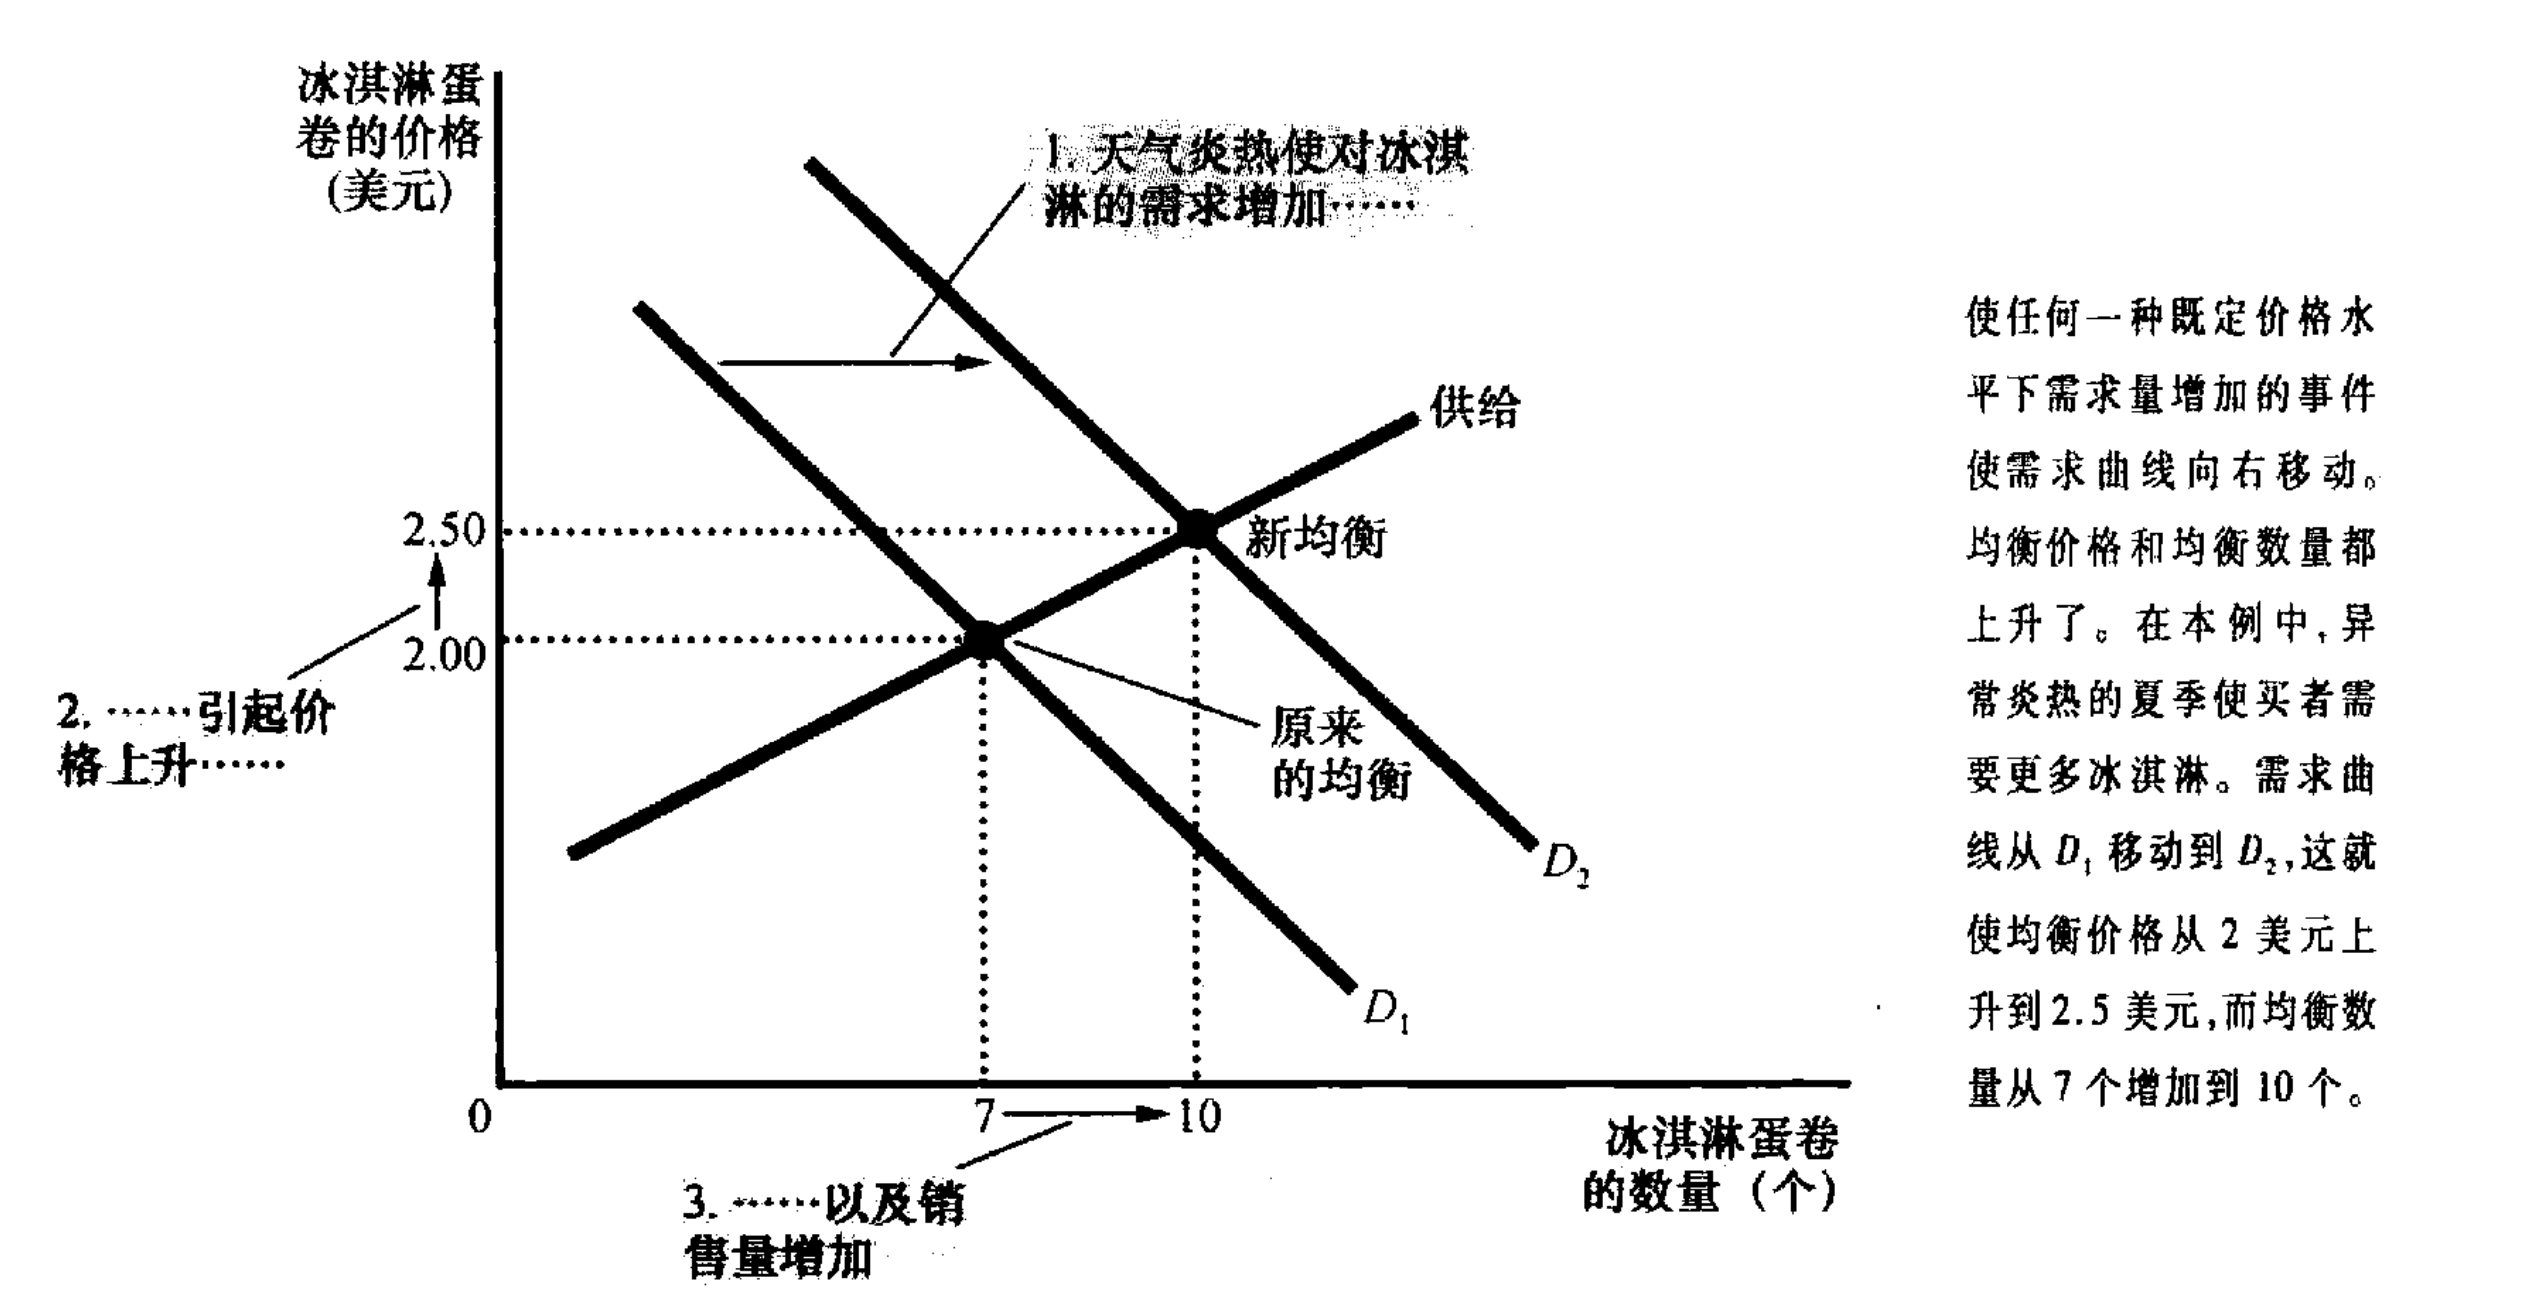 冰淇淋蛋
卷的价格
(美元)
1. 天气炎热使对冰淇
淋的需求增加……
供给
2.50
新均衡
2.00
2. ……引起价
格上升……
原来
的均衡
D₂
D₁
0
7
10
冰淇淋蛋卷
的数量（个）
3. ……以及销
售量增加
使任何一种既定价格水
平下需求量增加的事件
使需求曲线向右移动。
均衡价格和均衡数量都
上升了。在本例中,异
常炎热的夏季使买者需
要更多冰淇淋。需求曲
线从 D₁ 移动到 D₂,这就
使均衡价格从 2 美元上
升到 2.5 美元,而均衡数
量从 7 个增加到 10 个。